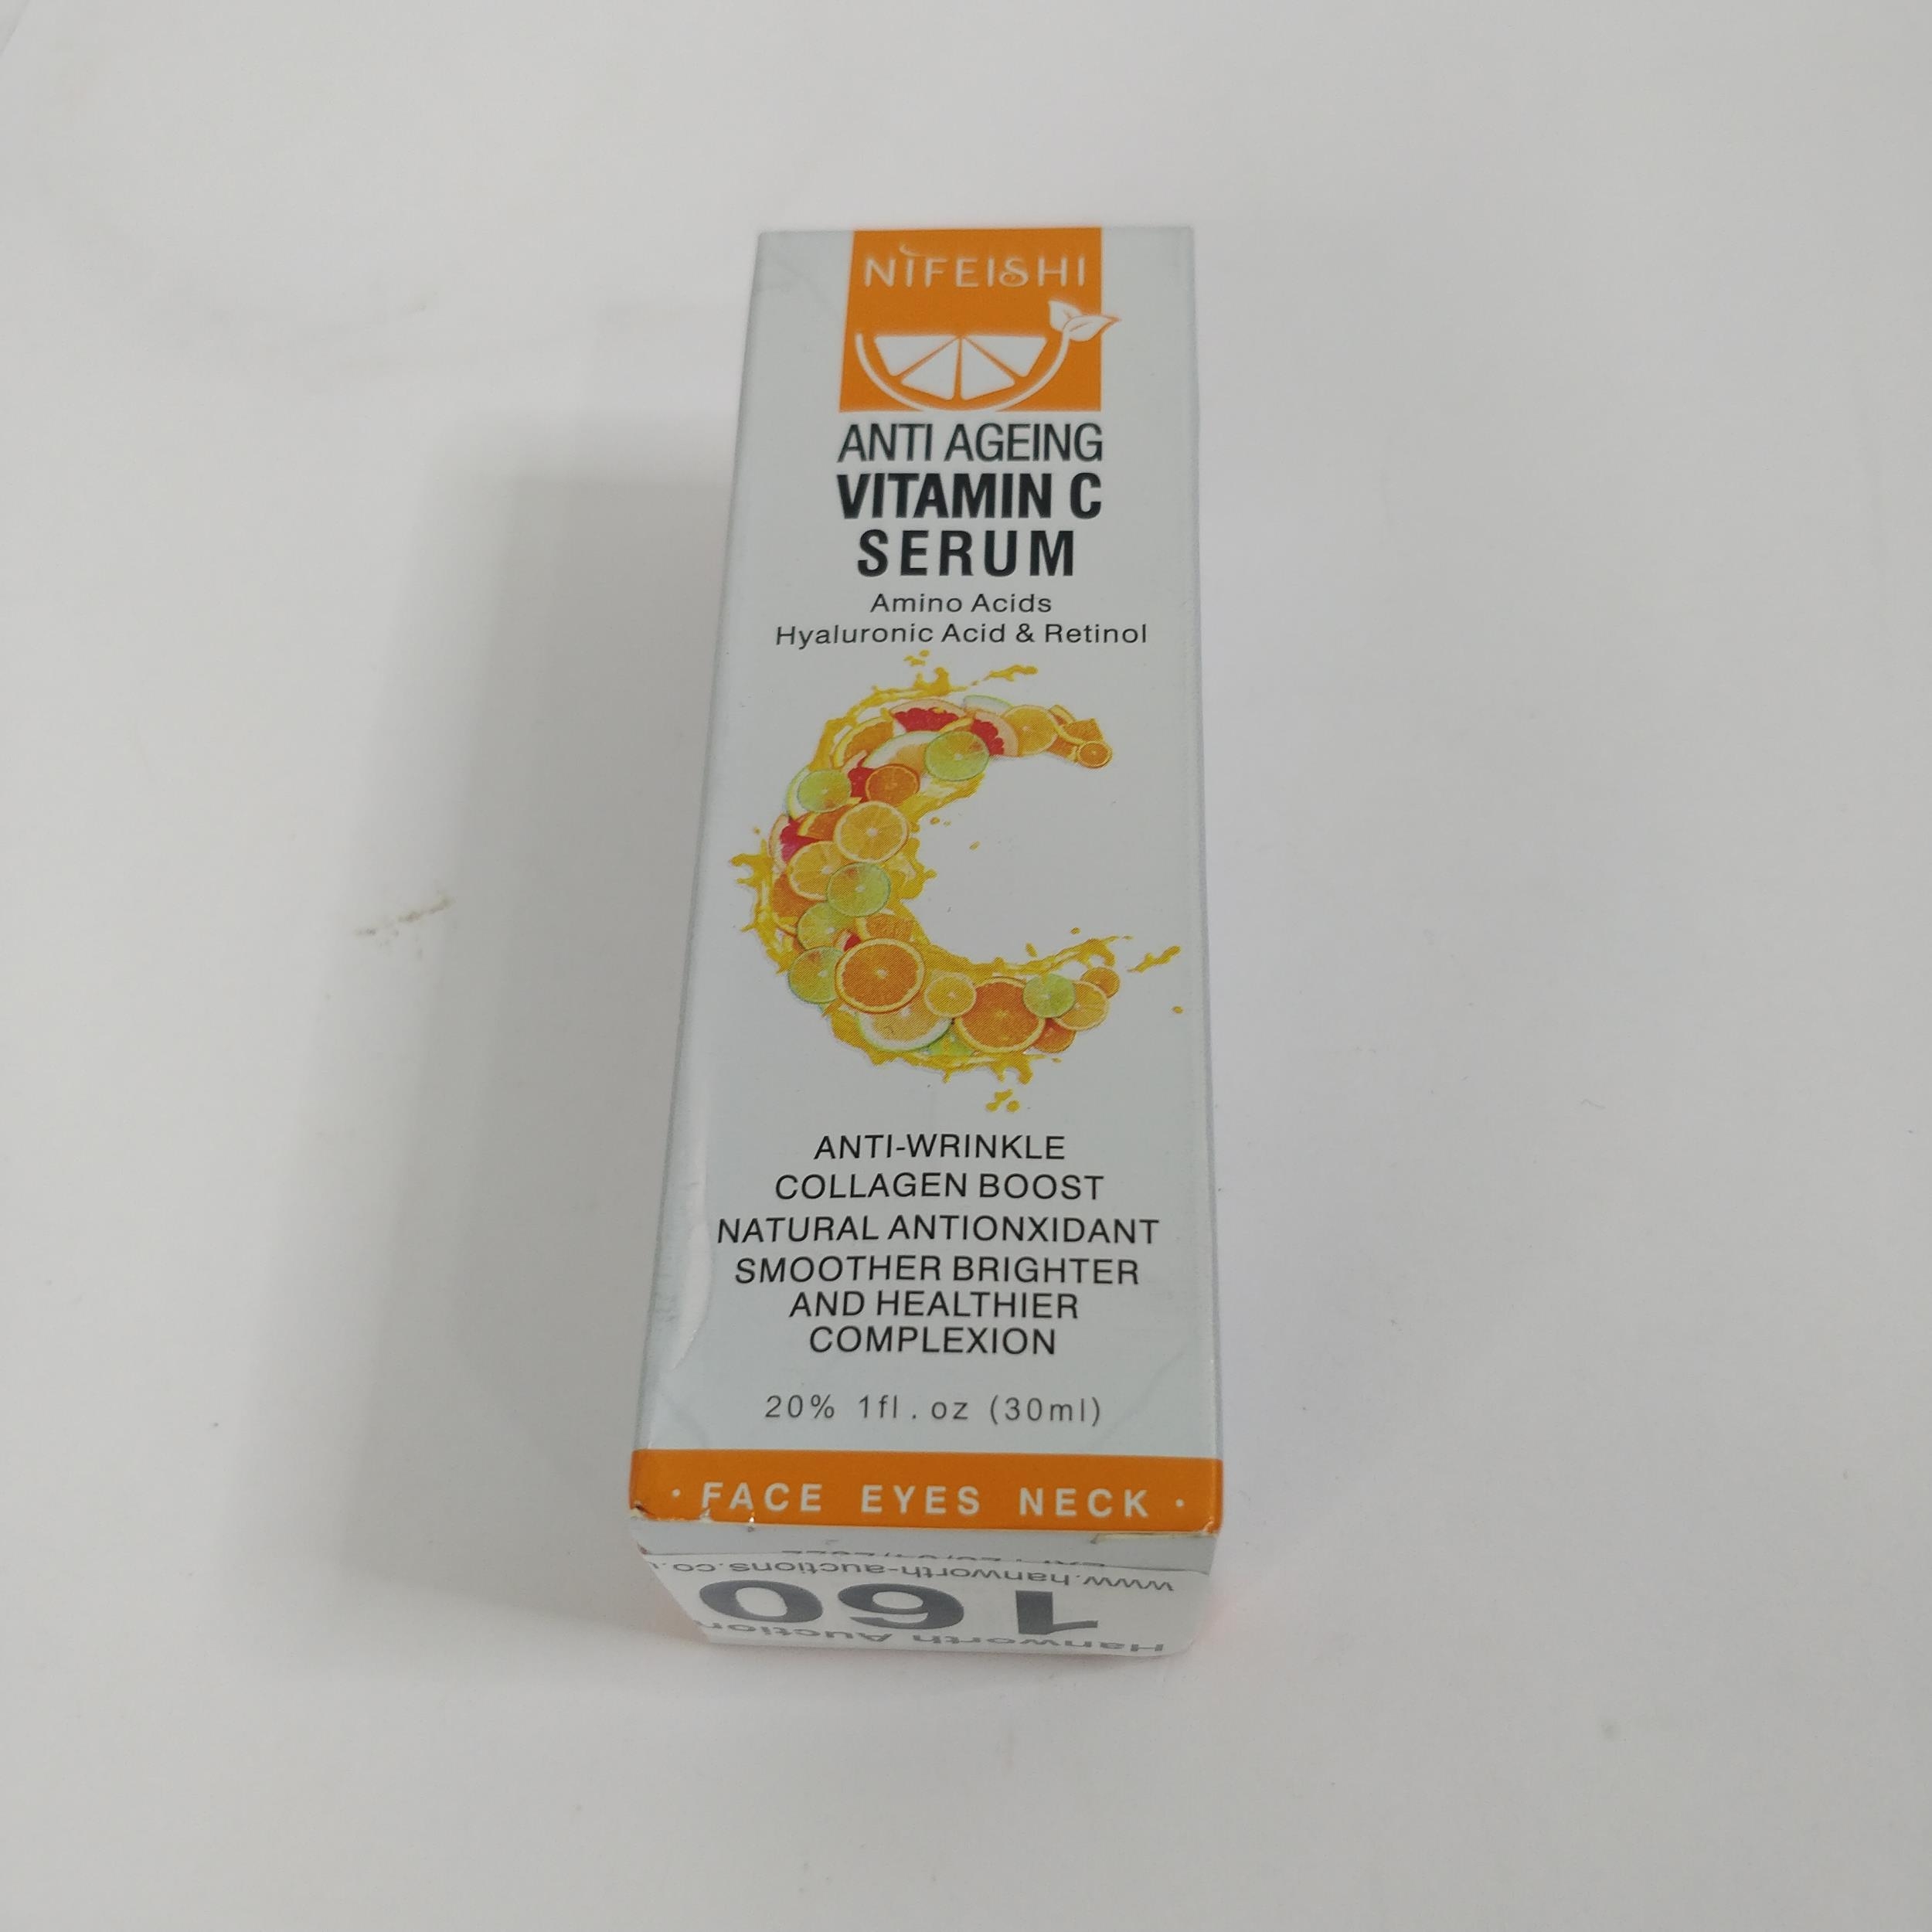 NIFEISHI
ANTI AGEING
VITAMIN C
SERUM
Amino Acids
Hyaluronic Acid & Retinol
ANTI-WRINKLE
COLLAGEN BOOST
NATURAL ANTIONXIDANT
SMOOTHER BRIGHTER
AND HEALTHIER
COMPLEXION
20% 1fl.oz (30ml)
· FACE EYES NECK ·
Hanworth
160